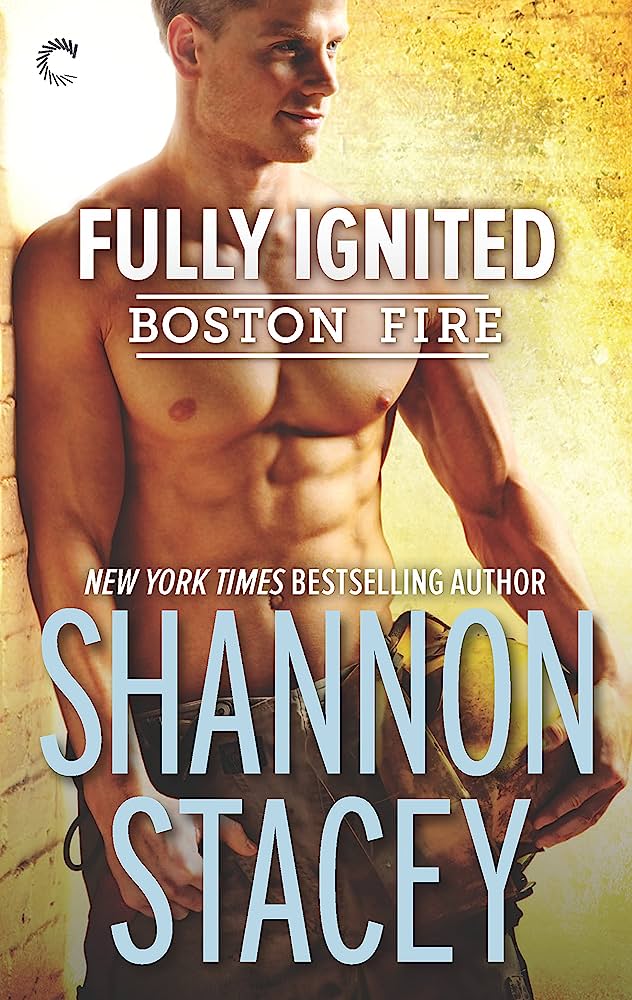 FULLY IGNITED
BOSTON FIRE
NEW YORK TIMES BESTSELLING AUTHOR
SHANNON
STACEY